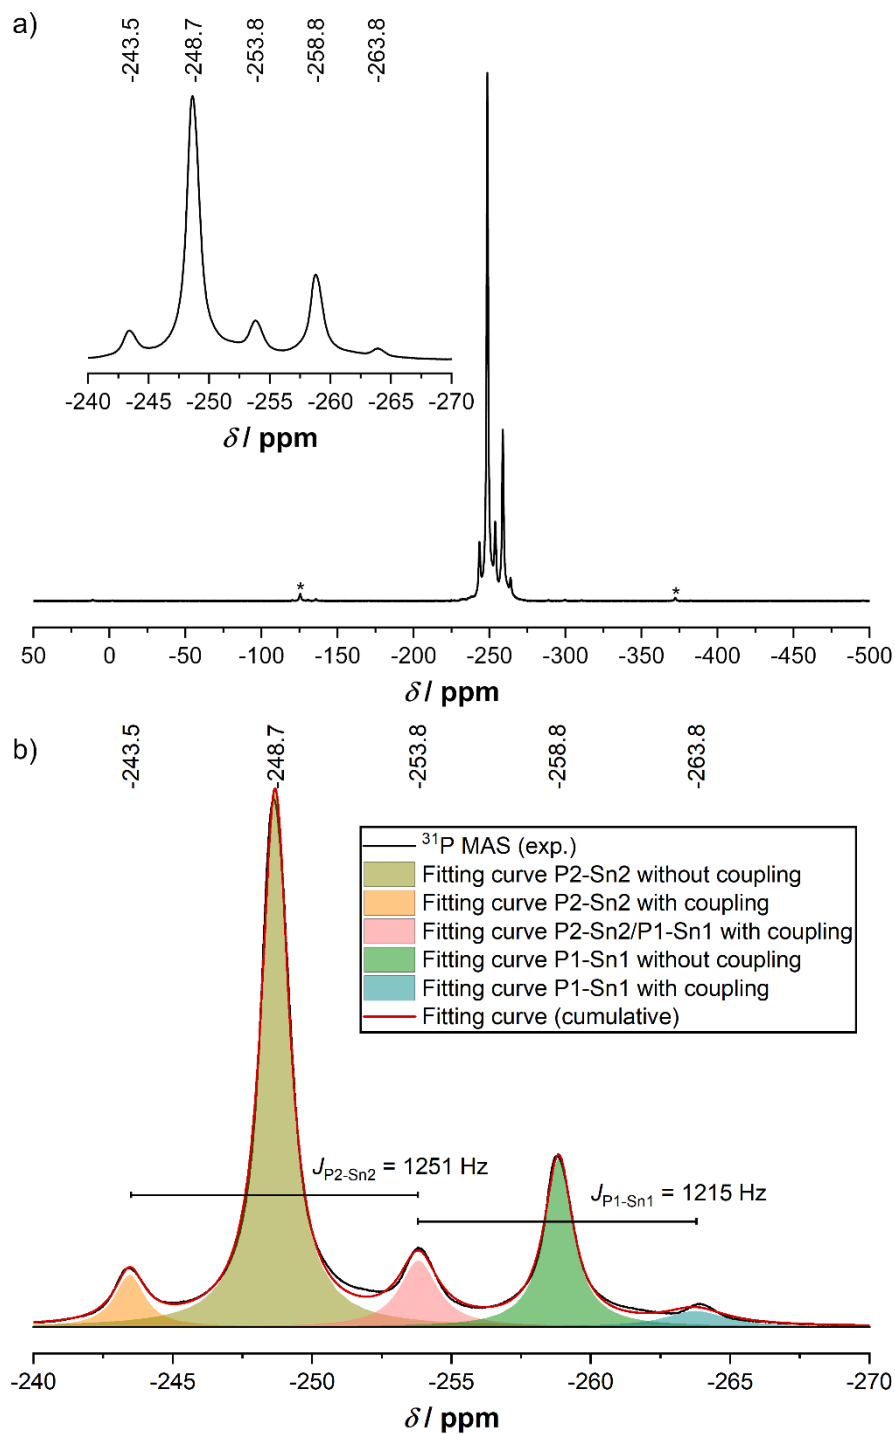 a)
-243.5
-248.7
-253.8
-258.8
-263.8
-240 -245 -250 -255 -260 -265 -270
δ / ppm
* *
50 0 -50 -100 -150 -200 -250 -300 -350 -400 -450 -500
δ / ppm
b)
-243.5
-248.7
-253.8
-258.8
-263.8
³¹P MAS (exp.)
Fitting curve P2-Sn2 without coupling
Fitting curve P2-Sn2 with coupling
Fitting curve P2-Sn2/P1-Sn1 with coupling
Fitting curve P1-Sn1 without coupling
Fitting curve P1-Sn1 with coupling
Fitting curve (cumulative)
J_P2-Sn2 = 1251 Hz
J_P1-Sn1 = 1215 Hz
-240 -245 -250 -255 -260 -265 -270
δ / ppm